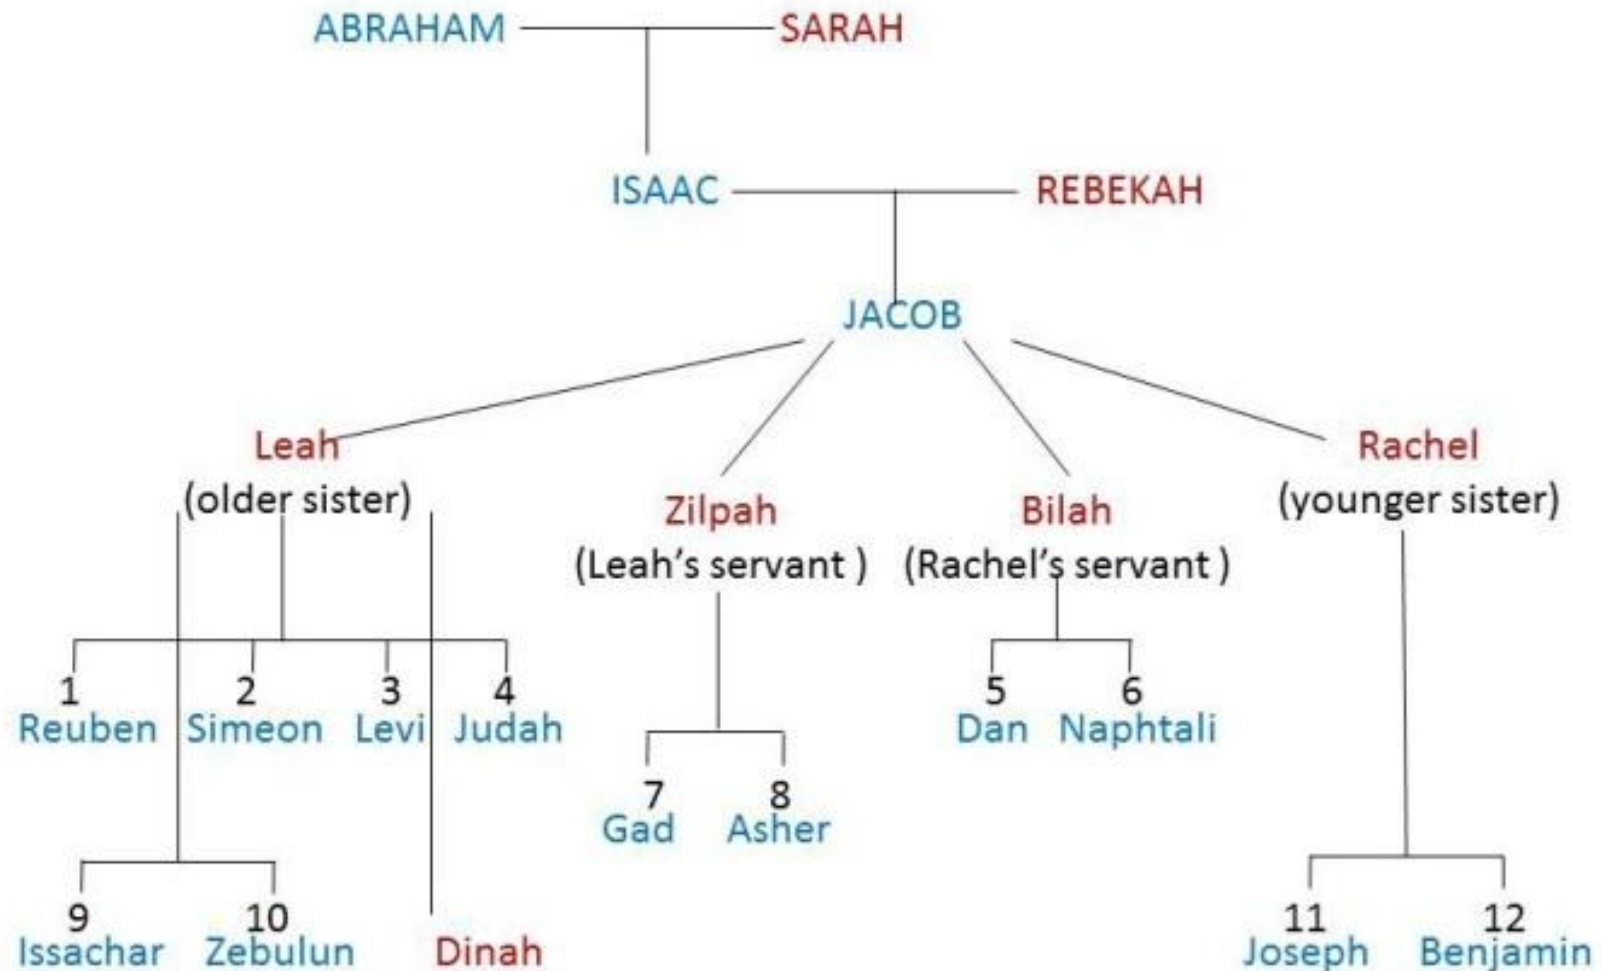 ABRAHAM SARAH
ISAAC REBEKAH
JACOB
Leah Rachel
(older sister) (younger sister)
Zilpah Bilah
(Leah's servant ) (Rachel's servant )
1 2 3 4 5 6
Reuben Simeon Levi Judah Dan Naphtali
7 8
Gad Asher
9 10 11 12
Issachar Zebulun Dinah Joseph Benjamin